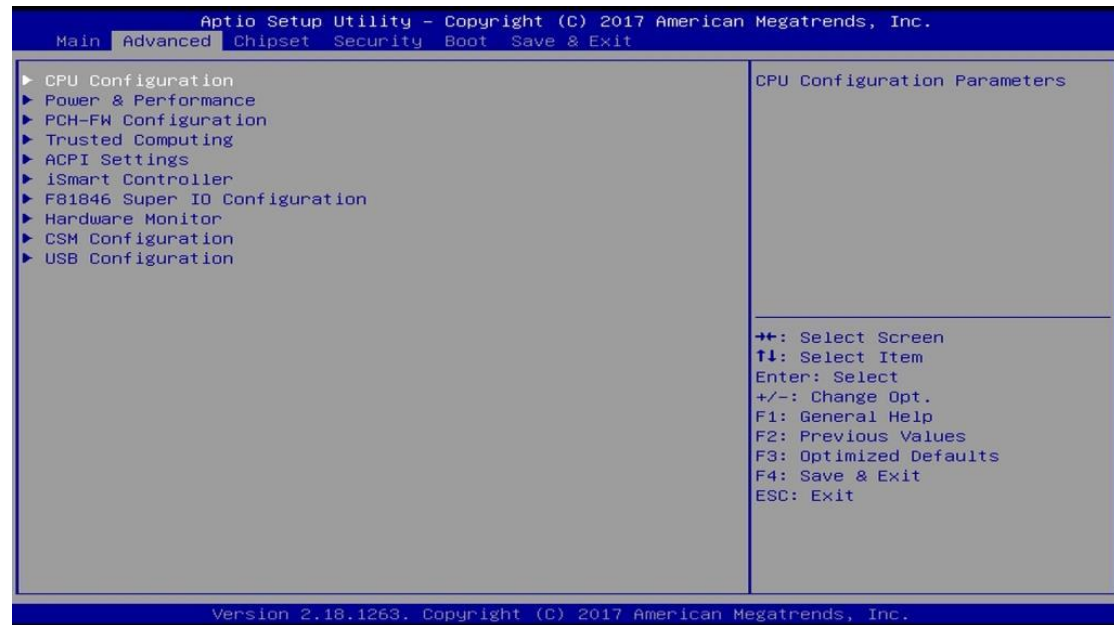 Aptio Setup Utility – Copyright (C) 2017 American Megatrends, Inc.
Main Advanced Chipset Security Boot Save & Exit
► CPU Configuration
► Power & Performance
► PCH-FW Configuration
► Trusted Computing
► ACPI Settings
► iSmart Controller
► F81846 Super IO Configuration
► Hardware Monitor
► CSM Configuration
► USB Configuration
CPU Configuration Parameters
→←: Select Screen
↑↓: Select Item
Enter: Select
+/-: Change Opt.
F1: General Help
F2: Previous Values
F3: Optimized Defaults
F4: Save & Exit
ESC: Exit
Version 2.18.1263. Copyright (C) 2017 American Megatrends, Inc.